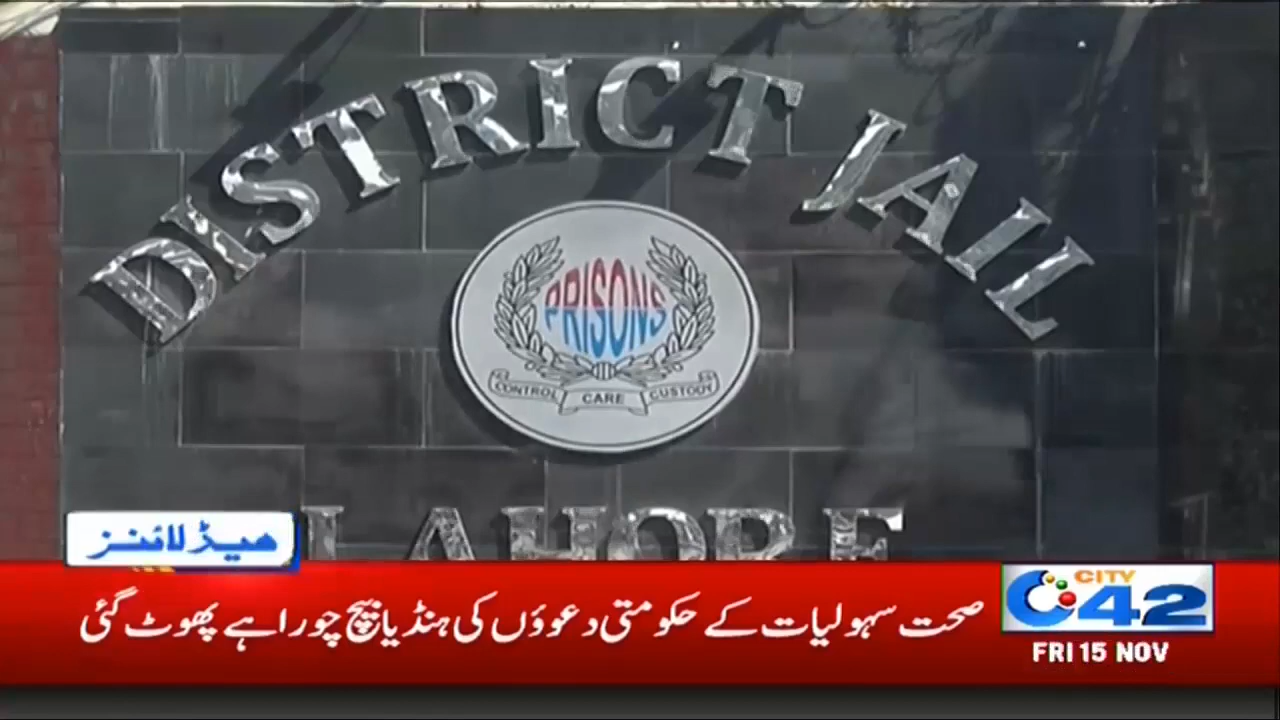 DISTRICT JAIL
PRISONS
CONTROL CARE CUSTODY
LAHORE
ہیڈلائنز
صحت سہولیات کے حکومتی دعوؤں کی ہنڈیا بیچ چوراہے پھوٹ گئی
CITY
42
FRI 15 NOV